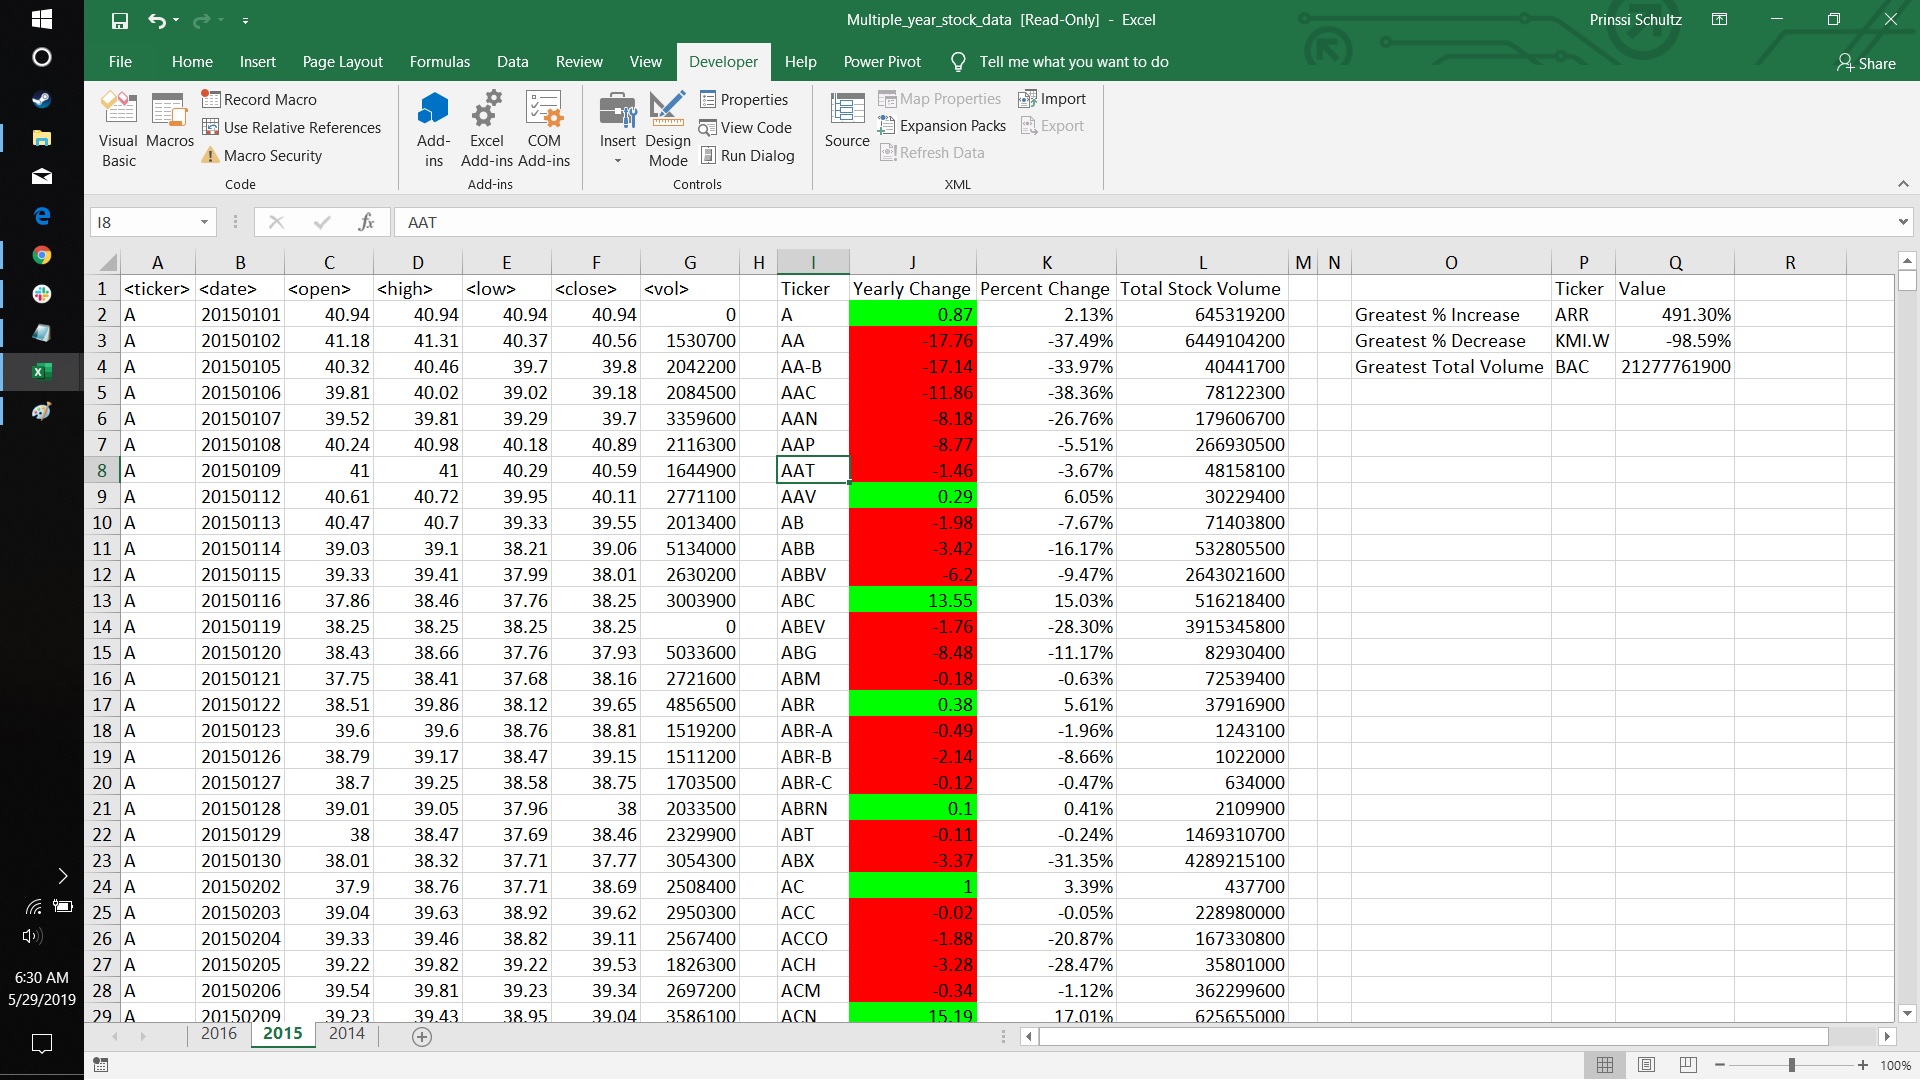 Multiple_year_stock_data [Read-Only] - Excel
Prinssi Schultz
File Home Insert Page Layout Formulas Data Review View Developer Help Power Pivot Tell me what you want to do Share
Visual Basic
Macros
Record Macro
Use Relative References
Macro Security
Code
Add-ins
Excel Add-ins
COM Add-ins
Add-ins
Insert
Design Mode
Properties
View Code
Run Dialog
Controls
Source
Map Properties
Expansion Packs
Refresh Data
Import
Export
XML
I8 fx AAT
A B C D E F G H I J K L M N O P Q R
1 <ticker> <date> <open> <high> <low> <close> <vol> Ticker Yearly Change Percent Change Total Stock Volume Ticker Value
2 A 20150101 40.94 40.94 40.94 40.94 0 A 0.87 2.13% 645319200 Greatest % Increase ARR 491.30%
3 A 20150102 41.18 41.31 40.37 40.56 1530700 AA -17.76 -37.49% 6449104200 Greatest % Decrease KMI.W -98.59%
4 A 20150105 40.32 40.46 39.7 39.8 2042200 AA-B -17.14 -33.97% 40441700 Greatest Total Volume BAC 21277761900
5 A 20150106 39.81 40.02 39.02 39.18 2084500 AAC -11.86 -38.36% 78122300
6 A 20150107 39.52 39.81 39.29 39.7 3359600 AAN -8.18 -26.76% 179606700
7 A 20150108 40.24 40.98 40.18 40.89 2116300 AAP -8.77 -5.51% 266930500
8 A 20150109 41 41 40.29 40.59 1644900 AAT -1.46 -3.67% 48158100
9 A 20150112 40.61 40.72 39.95 40.11 2771100 AAV 0.29 6.05% 30229400
10 A 20150113 40.47 40.7 39.33 39.55 2013400 AB -1.98 -7.67% 71403800
11 A 20150114 39.03 39.1 38.21 39.06 5134000 ABB -3.42 -16.17% 532805500
12 A 20150115 39.33 39.41 37.99 38.01 2630200 ABBV -6.2 -9.47% 2643021600
13 A 20150116 37.86 38.46 37.76 38.25 3003900 ABC 13.55 15.03% 516218400
14 A 20150119 38.25 38.25 38.25 38.25 0 ABEV -1.76 -28.30% 3915345800
15 A 20150120 38.43 38.66 37.76 37.93 5033600 ABG -8.48 -11.17% 82930400
16 A 20150121 37.75 38.41 37.68 38.16 2721600 ABM -0.18 -0.63% 72539400
17 A 20150122 38.51 39.86 38.12 39.65 4856500 ABR 0.38 5.61% 37916900
18 A 20150123 39.6 39.6 38.76 38.81 1519200 ABR-A -0.49 -1.96% 1243100
19 A 20150126 38.79 39.17 38.47 39.15 1511200 ABR-B -2.14 -8.66% 1022000
20 A 20150127 38.7 39.25 38.58 38.75 1703500 ABR-C -0.12 -0.47% 634000
21 A 20150128 39.01 39.05 37.96 38 2033500 ABRN 0.1 0.41% 2109900
22 A 20150129 38 38.47 37.69 38.46 2329900 ABT -0.11 -0.24% 1469310700
23 A 20150130 38.01 38.32 37.71 37.77 3054300 ABX -3.37 -31.35% 4289215100
24 A 20150202 37.9 38.76 37.71 38.69 2508400 AC 1 3.39% 437700
25 A 20150203 39.04 39.63 38.92 39.62 2950300 ACC -0.02 -0.05% 228980000
26 A 20150204 39.33 39.46 38.82 39.11 2567400 ACCO -1.88 -20.87% 167330800
27 A 20150205 39.22 39.82 39.22 39.53 1826300 ACH -3.28 -28.47% 35801000
28 A 20150206 39.54 39.81 39.23 39.34 2697200 ACM -0.34 -1.12% 362299600
29 A 20150209 39.23 39.43 38.95 39.04 3586100 ACN 15.19 17.01% 625655000
6:30 AM
5/29/2019
2016 2015 2014
100%